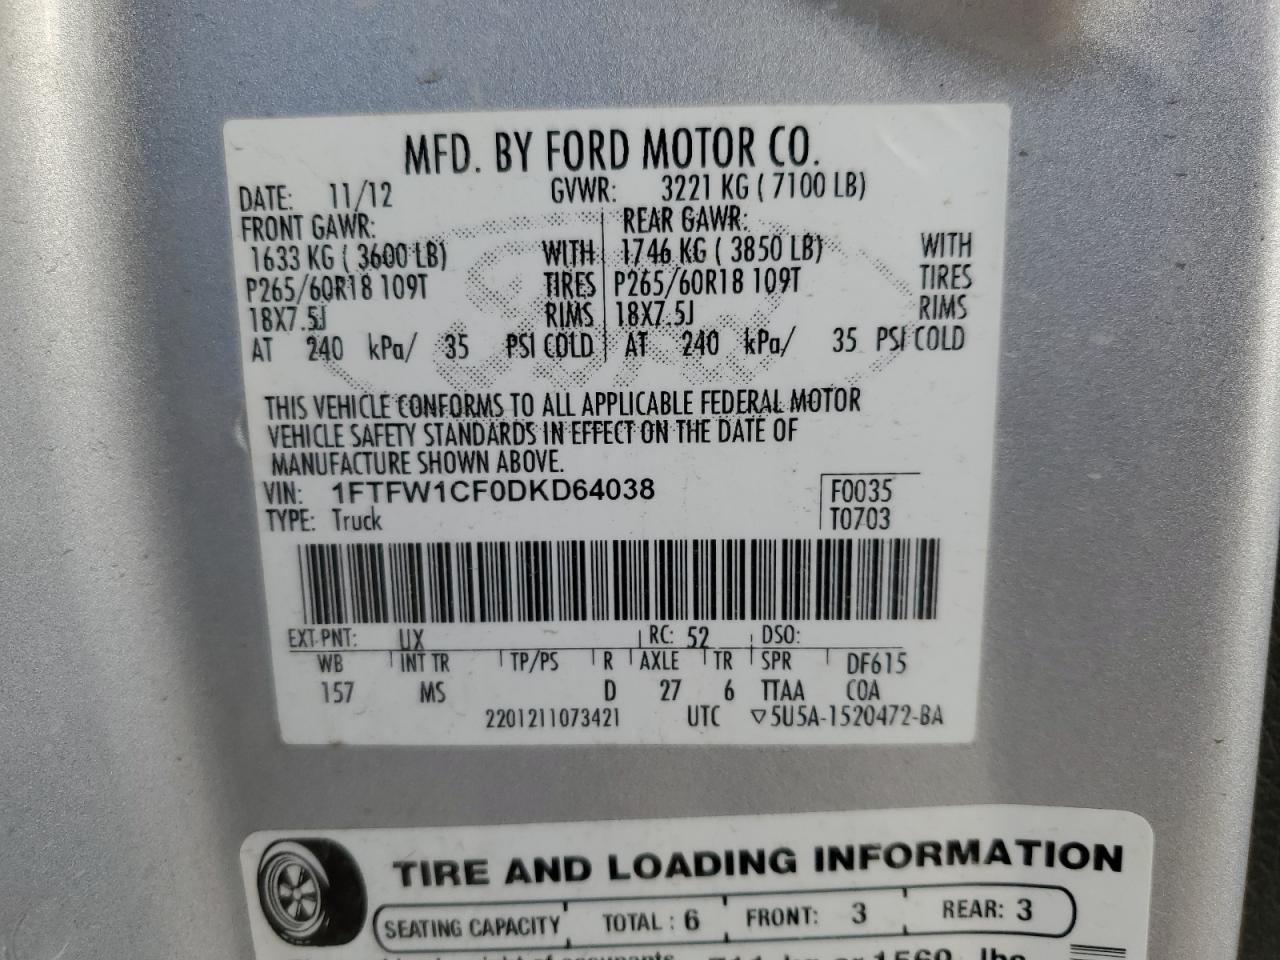 MFD. BY FORD MOTOR CO.
DATE: 11/12 GVWR: 3221 KG ( 7100 LB)
FRONT GAWR: REAR GAWR:
1633 KG ( 3600 LB) WITH 1746 KG ( 3850 LB) WITH
P265/60R18 109T TIRES P265/60R18 109T TIRES
18X7.5J RIMS 18X7.5J RIMS
AT 240 kPa/ 35 PSI COLD AT 240 kPa/ 35 PSI COLD
THIS VEHICLE CONFORMS TO ALL APPLICABLE FEDERAL MOTOR
VEHICLE SAFETY STANDARDS IN EFFECT ON THE DATE OF
MANUFACTURE SHOWN ABOVE.
VIN: 1FTFW1CF0DKD64038 F0035
TYPE: Truck T0703
EXT PNT: UX RC: 52 DSO:
WB INT TR TP/PS R AXLE TR SPR DF615
157 MS D 27 6 TTAA COA
2201211073421 UTC ▽5U5A-1520472-BA
TIRE AND LOADING INFORMATION
SEATING CAPACITY TOTAL : 6 FRONT: 3 REAR: 3